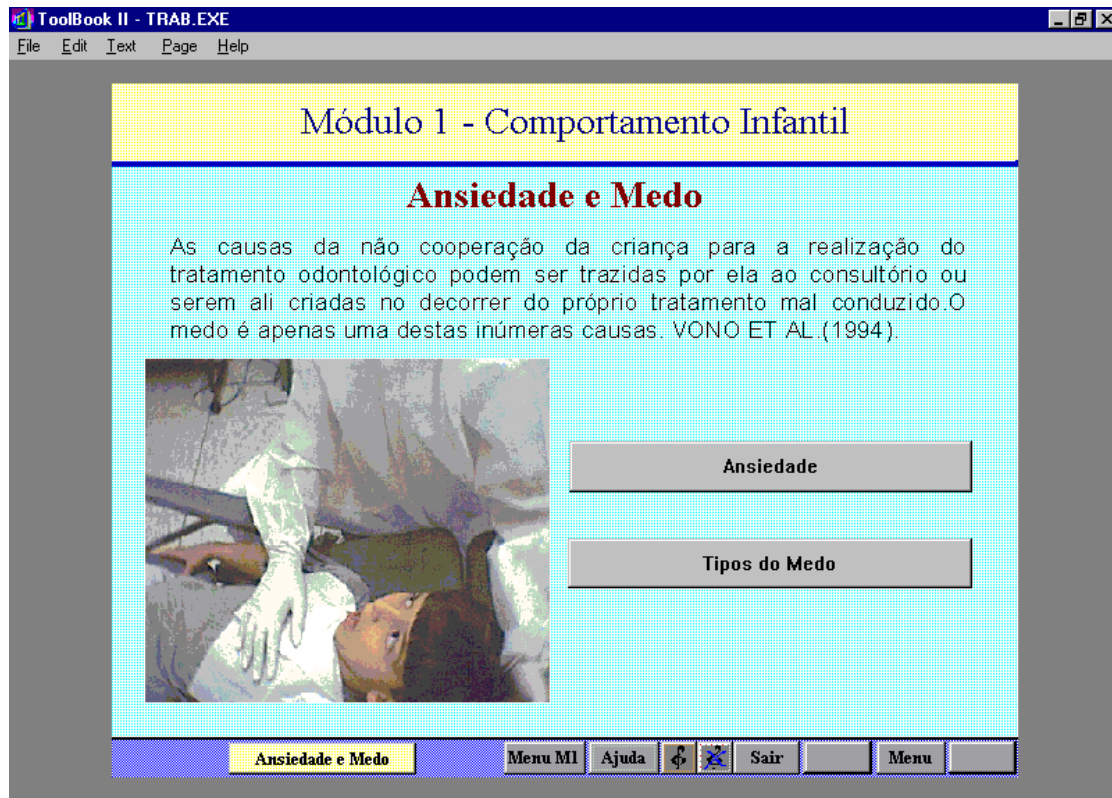 ToolBook II - TRAB.EXE
File Edit Text Page Help
Módulo 1 - Comportamento Infantil
Ansiedade e Medo
As causas da não cooperação da criança para a realização do
tratamento odontológico podem ser trazidas por ela ao consultório ou
serem ali criadas no decorrer do próprio tratamento mal conduzido.O
medo é apenas uma destas inúmeras causas. VONO ET AL.(1994).
Ansiedade
Tipos do Medo
Ansiedade e Medo Menu M1 Ajuda Sair Menu